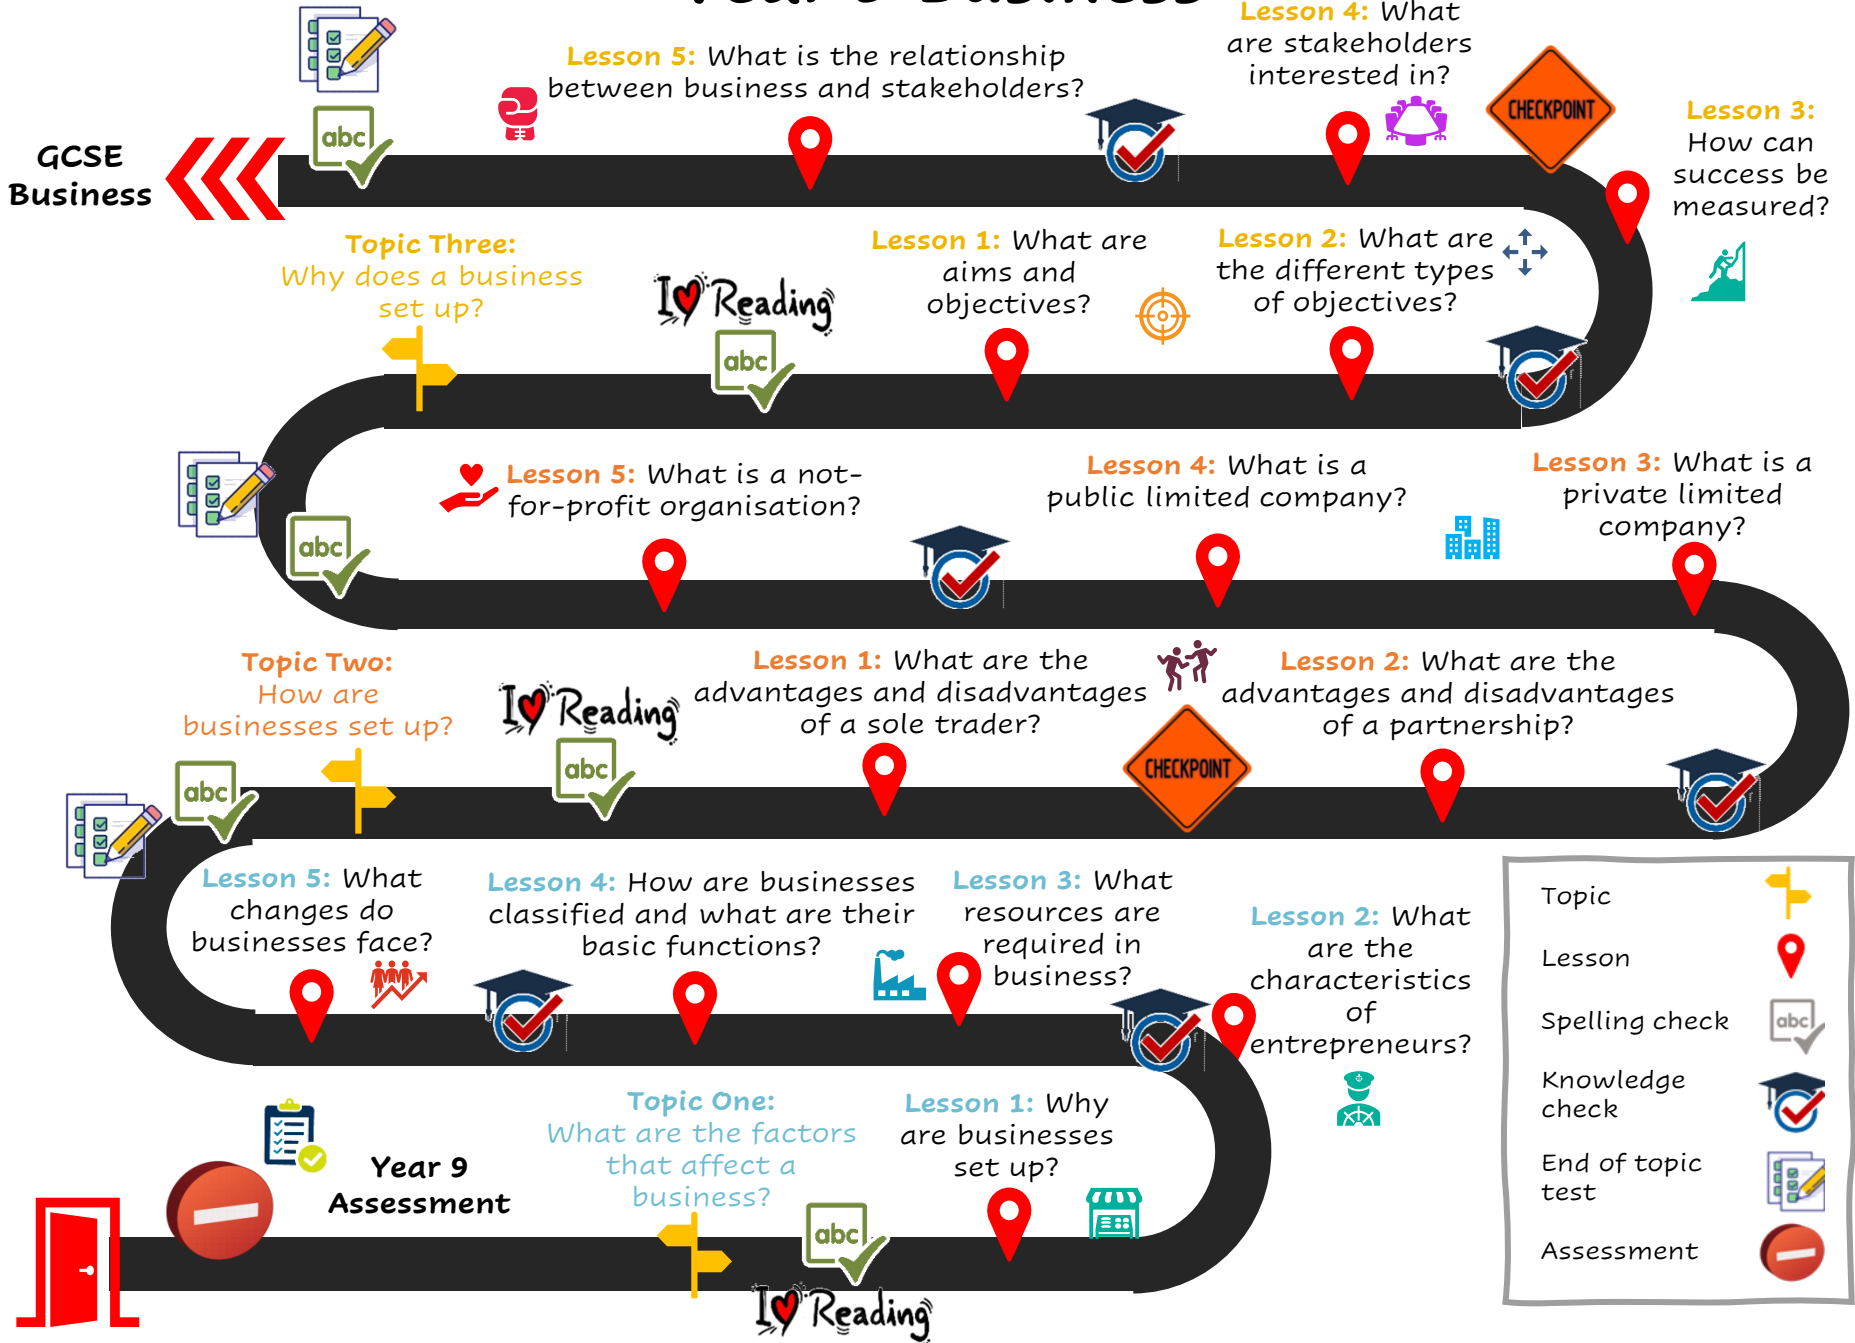 Year Business
Lesson 4: What
are stakeholders
interested in?
Lesson 5: What is the relationship
between business and stakeholders?
CHECKPOINT
Lesson 3:
How can
success be
measured?
abc
GCSE
Business
Topic Three:
Why does a business
set up?
I Reading
abc
Lesson 1: What are
aims and
objectives?
Lesson 2: What are
the different types
of objectives?
Lesson 5: What is a not-
for-profit organisation?
Lesson 4: What is a
public limited company?
Lesson 3: What is a
private limited
company?
abc
Topic Two:
How are
businesses set up?
I Reading
abc
Lesson 1: What are the
advantages and disadvantages
of a sole trader?
CHECKPOINT
Lesson 2: What are the
advantages and disadvantages
of a partnership?
abc
Lesson 5: What
changes do
businesses face?
Lesson 4: How are businesses
classified and what are their
basic functions?
Lesson 3: What
resources are
required in
business?
Lesson 2: What
are the
characteristics
of
entrepreneurs?
Year 9
Assessment
Topic One:
What are the factors
that affect a
business?
abc
I Reading
Lesson 1: Why
are businesses
set up?
Topic
Lesson
Spelling check
abc
Knowledge
check
End of topic
test
Assessment